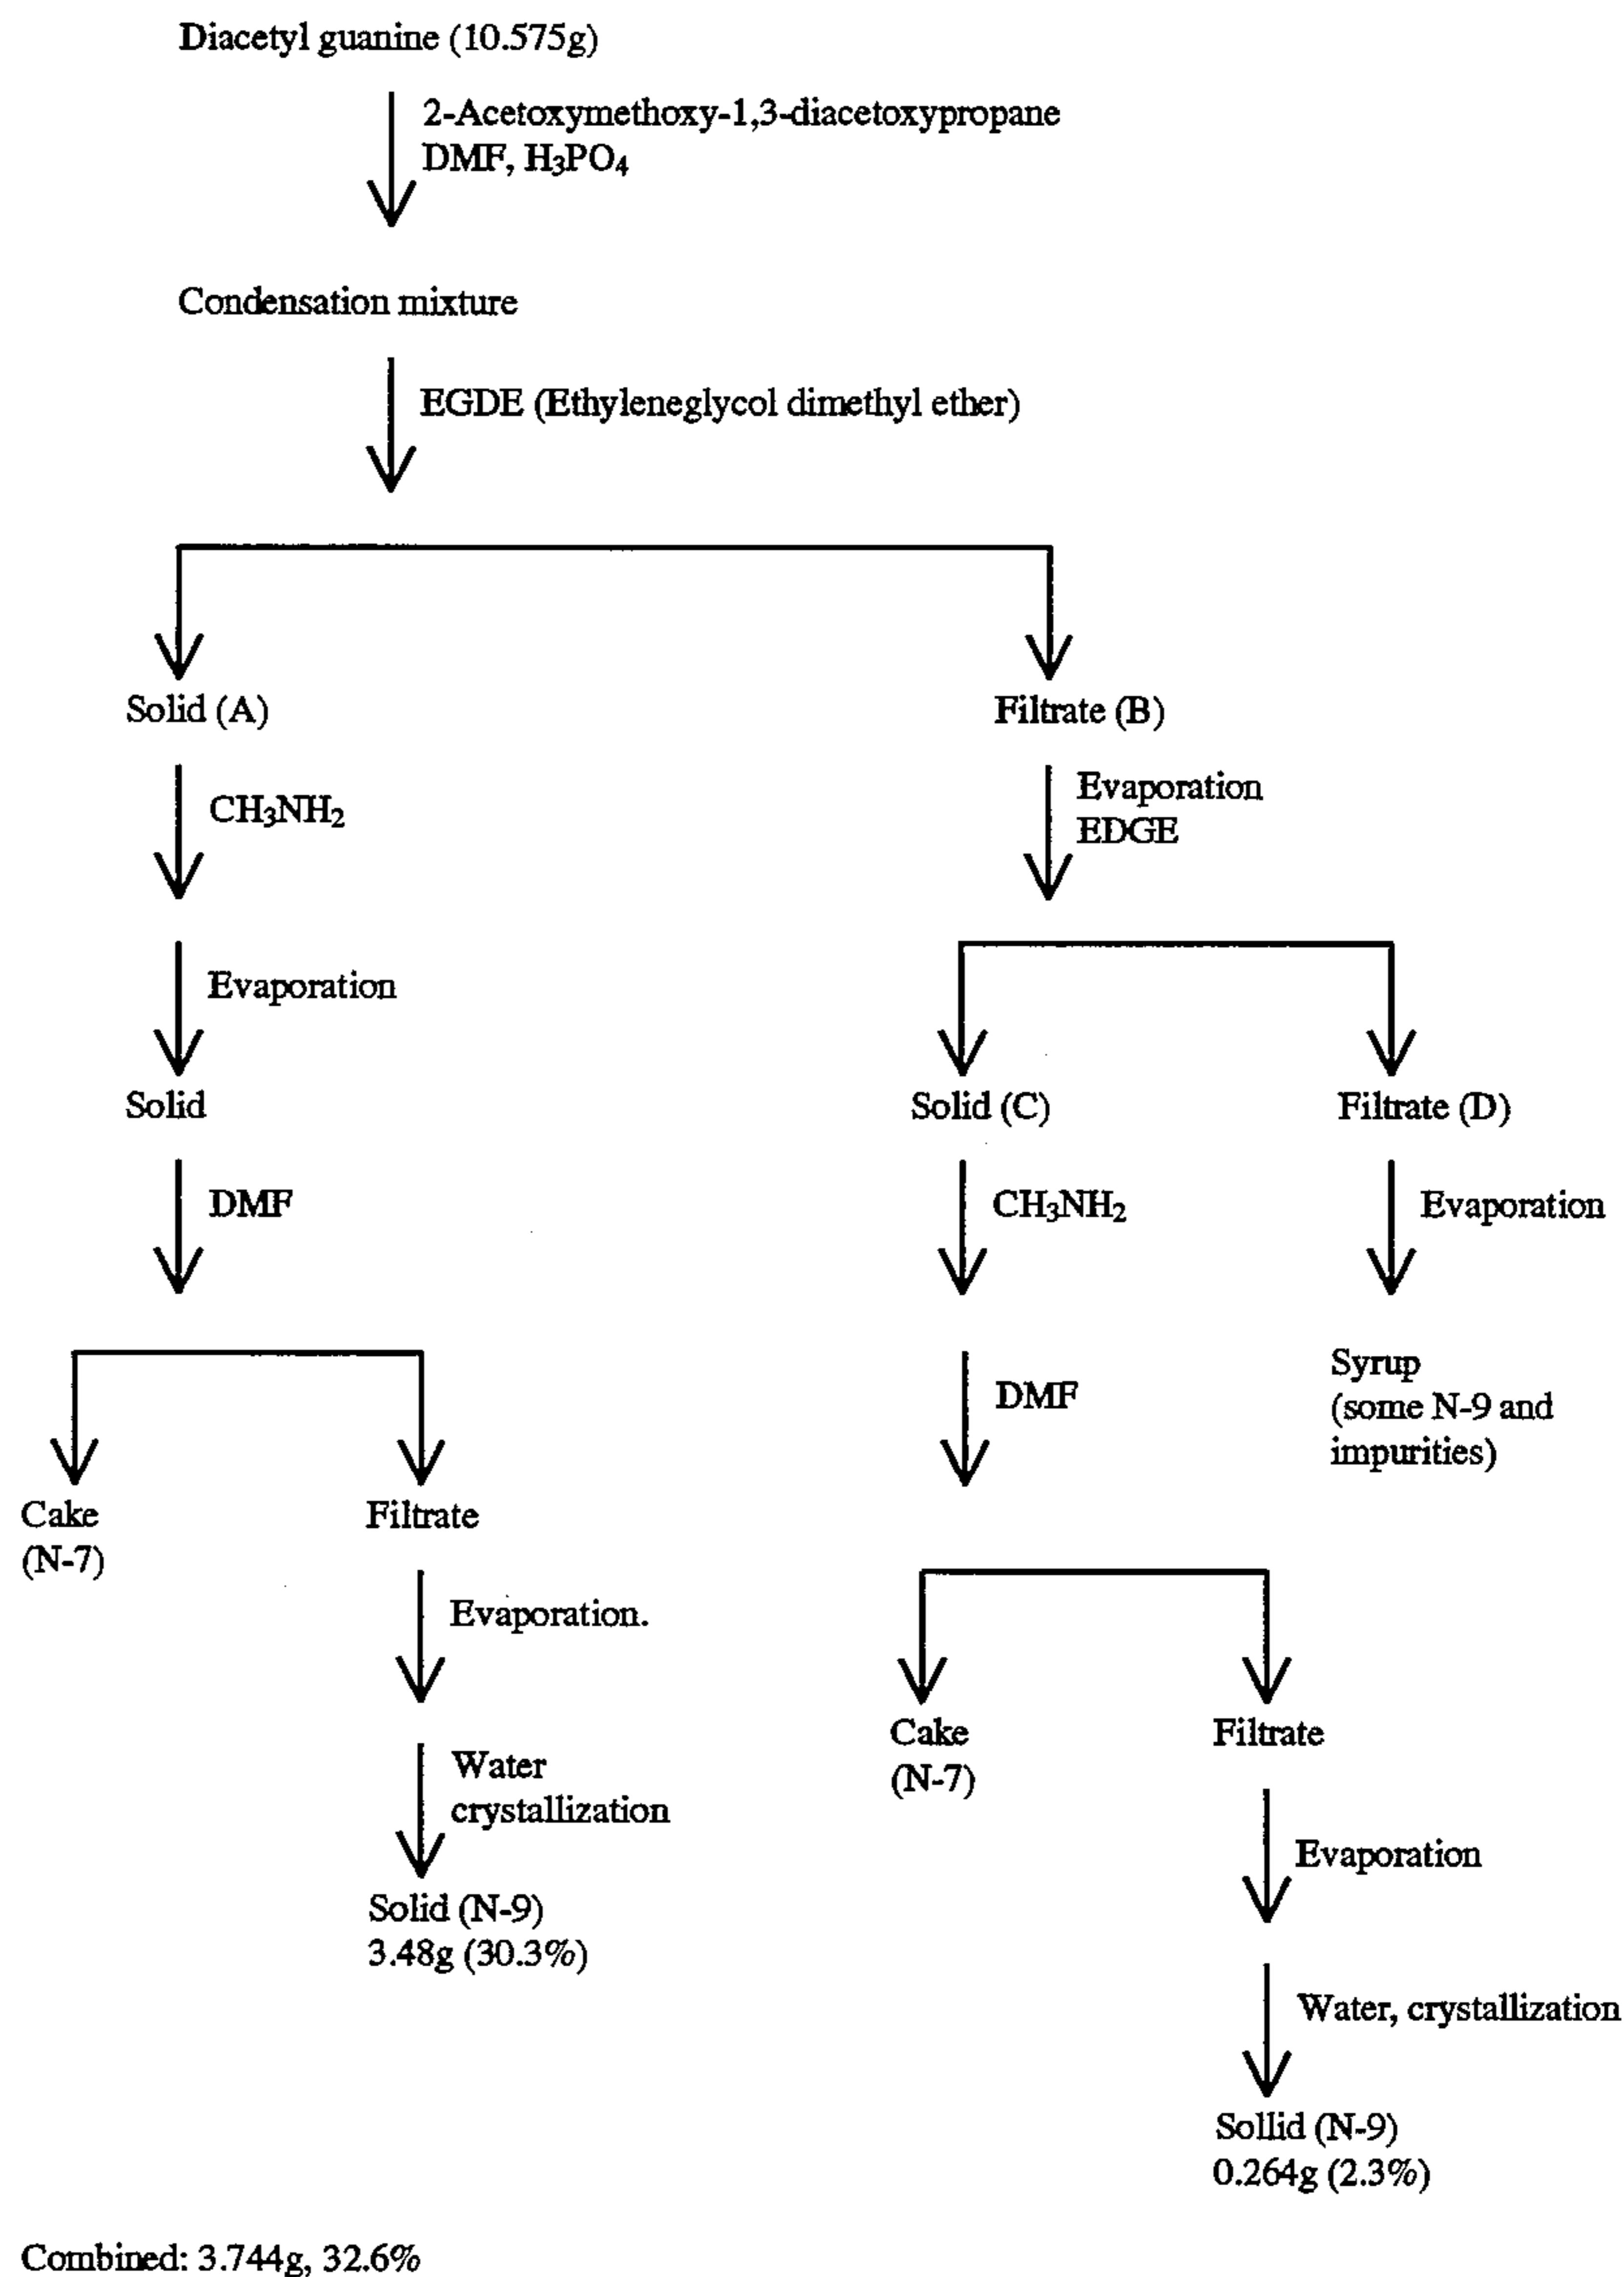 Diacetyl guanine (10.575g)
2-Acetoxymethoxy-1,3-diacetoxypropane
DMF, H₃PO₄
Condensation mixture
EGDE (Ethyleneglycol dimethyl ether)
Solid (A)
Filtrate (B)
CH₃NH₂
Evaporation
EDGE
Evaporation
Solid
Solid (C)
Filtrate (D)
DMF
CH₃NH₂
Evaporation
DMF
Syrup
(some N-9 and
impurities)
Cake
(N-7)
Filtrate
Evaporation.
Cake
(N-7)
Filtrate
Water
crystallization
Evaporation
Solid (N-9)
3.48g (30.3%)
Water, crystallization
Sollid (N-9)
0.264g (2.3%)
Combined: 3.744g, 32.6%